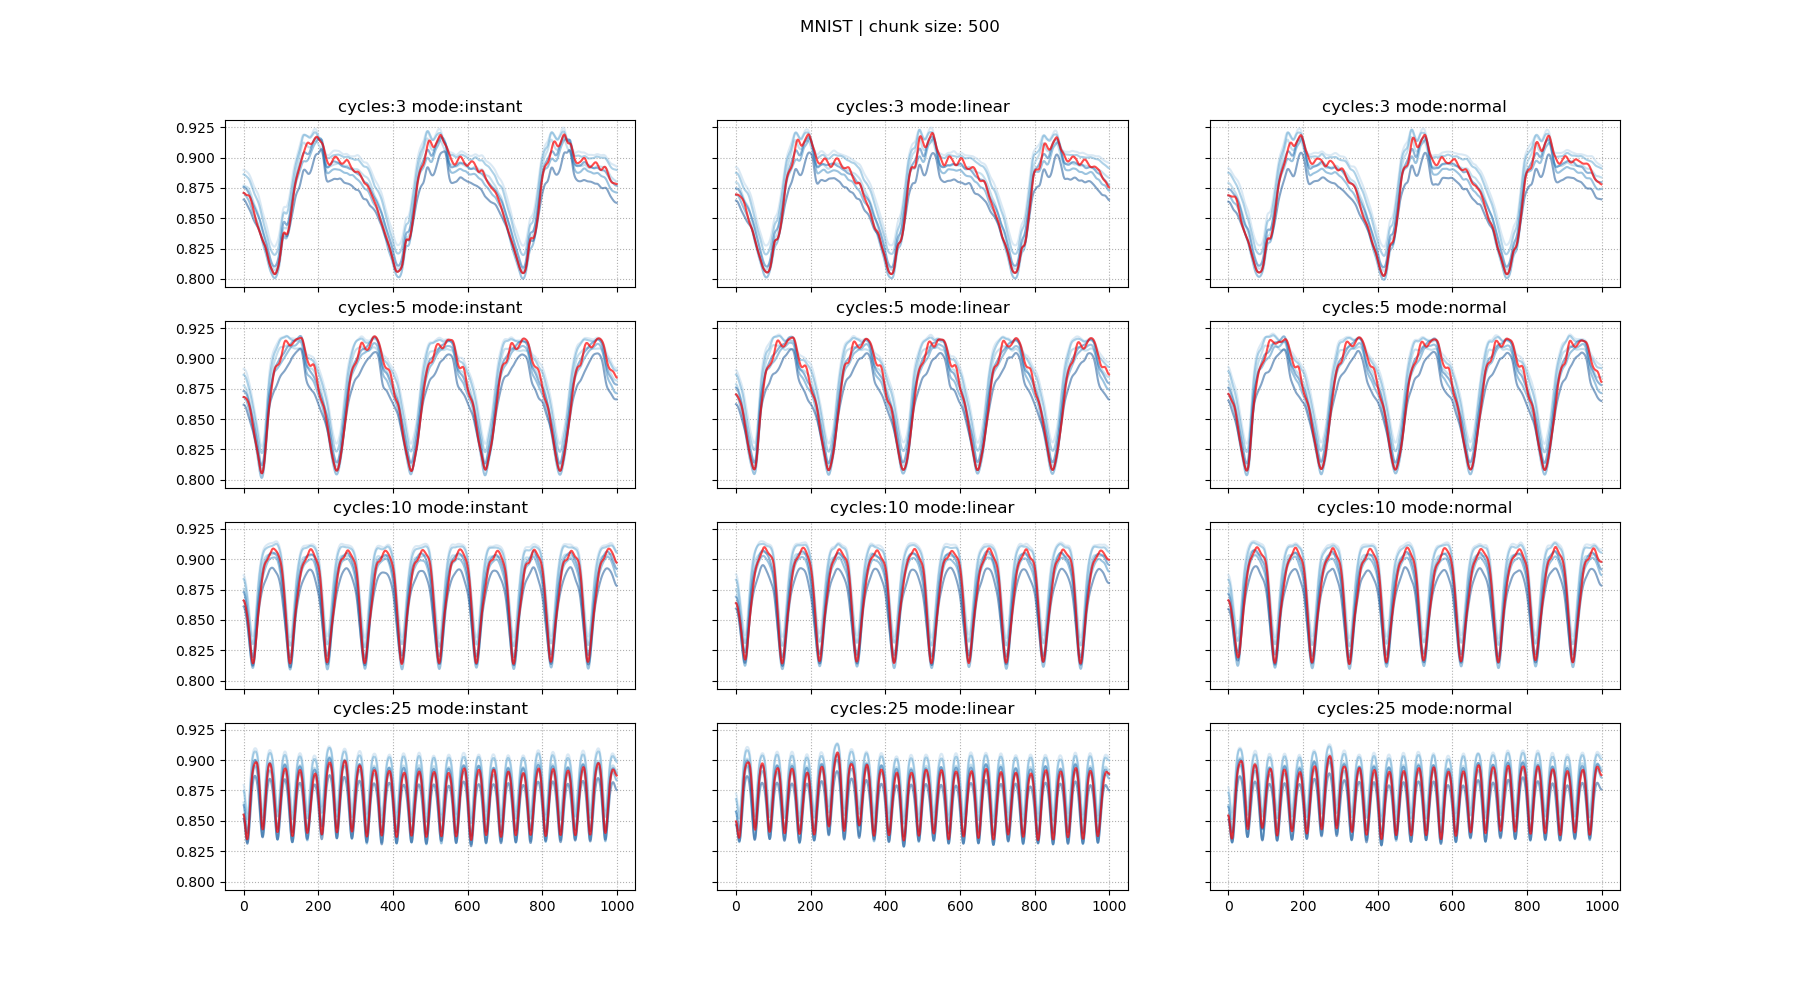 MNIST | chunk size: 500
cycles:3 mode:instant
cycles:3 mode:linear
cycles:3 mode:normal
0.925
0.900
0.875
0.850
0.825
0.800
cycles:5 mode:instant
cycles:5 mode:linear
cycles:5 mode:normal
0.925
0.900
0.875
0.850
0.825
0.800
cycles:10 mode:instant
cycles:10 mode:linear
cycles:10 mode:normal
0.925
0.900
0.875
0.850
0.825
0.800
cycles:25 mode:instant
cycles:25 mode:linear
cycles:25 mode:normal
0.925
0.900
0.875
0.850
0.825
0.800
0 200 400 600 800 1000
0 200 400 600 800 1000
0 200 400 600 800 1000